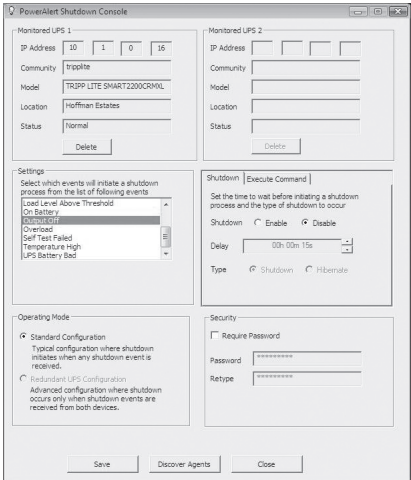 PowerAlert Shutdown Console
Monitored UPS 1
IP Address 10 1 0 16
Community tripplite
Model TRIPP LITE SMART2200CRMXL
Location Hoffman Estates
Status Normal
Delete
Monitored UPS 2
IP Address
Community
Model
Location
Status
Delete
Settings
Select which events will initiate a shutdown
process from the list of following events
Load Level Above Threshold
On Battery
Output Off
Overload
Self Test Failed
Temperature High
UPS Battery Bad
Shutdown Execute Command
Set the time to wait before initiating a shutdown
process and the type of shutdown to occur
Shutdown Enable Disable
Delay 00h 00m 15s
Type Shutdown Hibernate
Operating Mode
Standard Configuration
Typical configuration where shutdown
initiates when any shutdown event is
received.
Redundant UPS Configuration
Advanced configuration where shutdown
occurs only when shutdown events are
received from both devices.
Security
Require Password
Password *********
Retype *********
Save Discover Agents Close